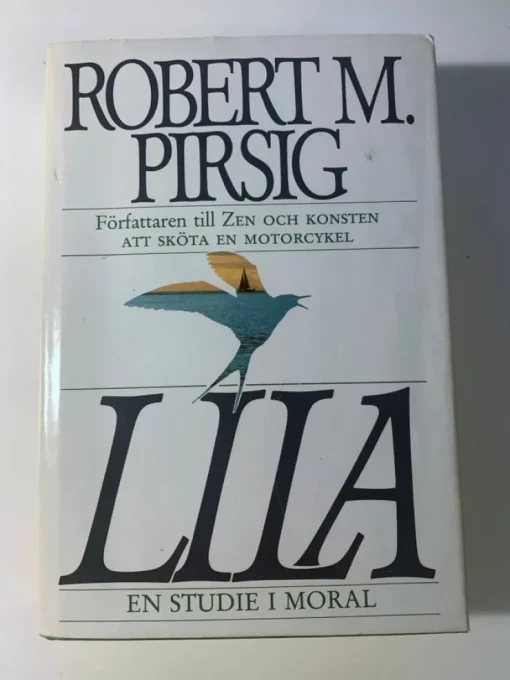 ROBERT M.
PIRSIG
Författaren till ZEN OCH KONSTEN
ATT SKÖTA EN MOTORCYKEL
LILA
EN STUDIE I MORAL